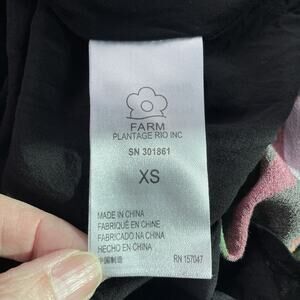 FARM
PLANTAGE RIO INC
SN 301861
XS
MADE IN CHINA
FABRIQUÉ EN CHINE
FABRICADO NA CHINA
HECHO EN CHINA
中国制造
RN 157047